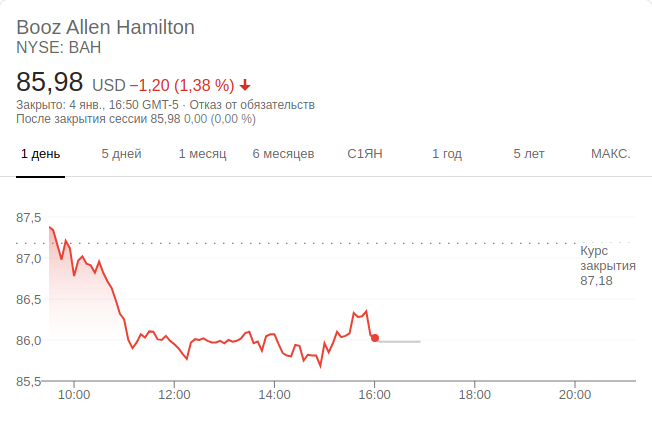 Booz Allen Hamilton
NYSE: BAH
85,98 USD −1,20 (1,38 %)
Закрыто: 4 янв., 16:50 GMT-5 · Отказ от обязательств
После закрытия сессии 85,98 0,00 (0,00 %)
1 день 5 дней 1 месяц 6 месяцев С1ЯН 1 год 5 лет МАКС.
87,5
Курс
закрытия
87,18
87,0
86,5
86,0
85,5
10:00 12:00 14:00 16:00 18:00 20:00